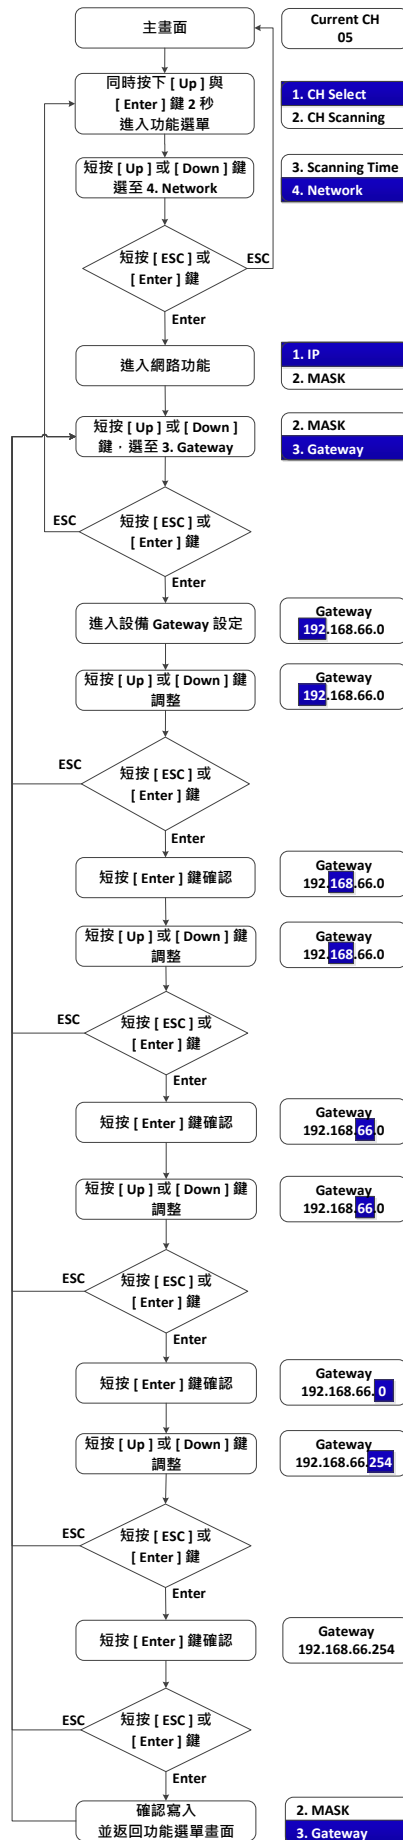 主畫面
Current CH
05
同時按下 [ Up ] 與
[ Enter ] 鍵 2 秒
進入功能選單
1. CH Select
2. CH Scanning
短按 [ Up ] 或 [ Down ] 鍵
選至 4. Network
3. Scanning Time
4. Network
短按 [ ESC ] 或
[ Enter ] 鍵
ESC
Enter
進入網路功能
1. IP
2. MASK
短按 [ Up ] 或 [ Down ]
鍵，選至 3. Gateway
2. MASK
3. Gateway
ESC
短按 [ ESC ] 或
[ Enter ] 鍵
Enter
進入設備 Gateway 設定
Gateway
192.168.66.0
短按 [ Up ] 或 [ Down ] 鍵
調整
Gateway
192.168.66.0
ESC
短按 [ ESC ] 或
[ Enter ] 鍵
Enter
短按 [ Enter ] 鍵確認
Gateway
192.168.66.0
短按 [ Up ] 或 [ Down ] 鍵
調整
Gateway
192.168.66.0
ESC
短按 [ ESC ] 或
[ Enter ] 鍵
Enter
短按 [ Enter ] 鍵確認
Gateway
192.168.66.0
短按 [ Up ] 或 [ Down ] 鍵
調整
Gateway
192.168.66.0
ESC
短按 [ ESC ] 或
[ Enter ] 鍵
Enter
短按 [ Enter ] 鍵確認
Gateway
192.168.66.0
短按 [ Up ] 或 [ Down ] 鍵
調整
Gateway
192.168.66.254
ESC
短按 [ ESC ] 或
[ Enter ] 鍵
Enter
短按 [ Enter ] 鍵確認
Gateway
192.168.66.254
ESC
短按 [ ESC ] 或
[ Enter ] 鍵
Enter
確認寫入
並返回功能選單畫面
2. MASK
3. Gateway